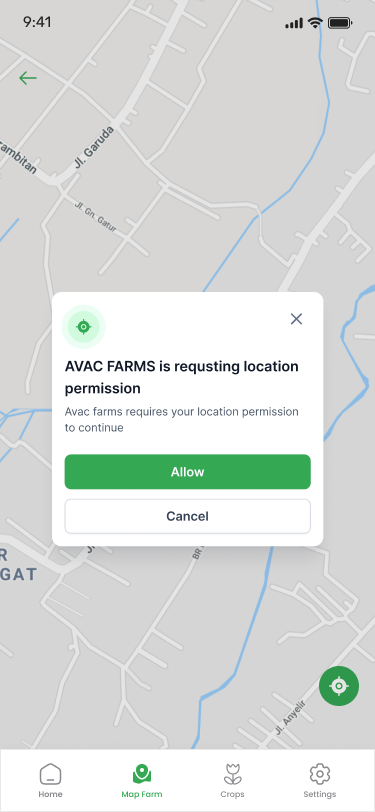 9:41
Jl. Garuda
ambitan
Jl. Gn. Gatur
AVAC FARMS is requsting location
permission
Avac farms requires your location permission
to continue
Allow
Cancel
R
GAT
BR
Jl. Anyelir
Home
Map Farm
Crops
Settings